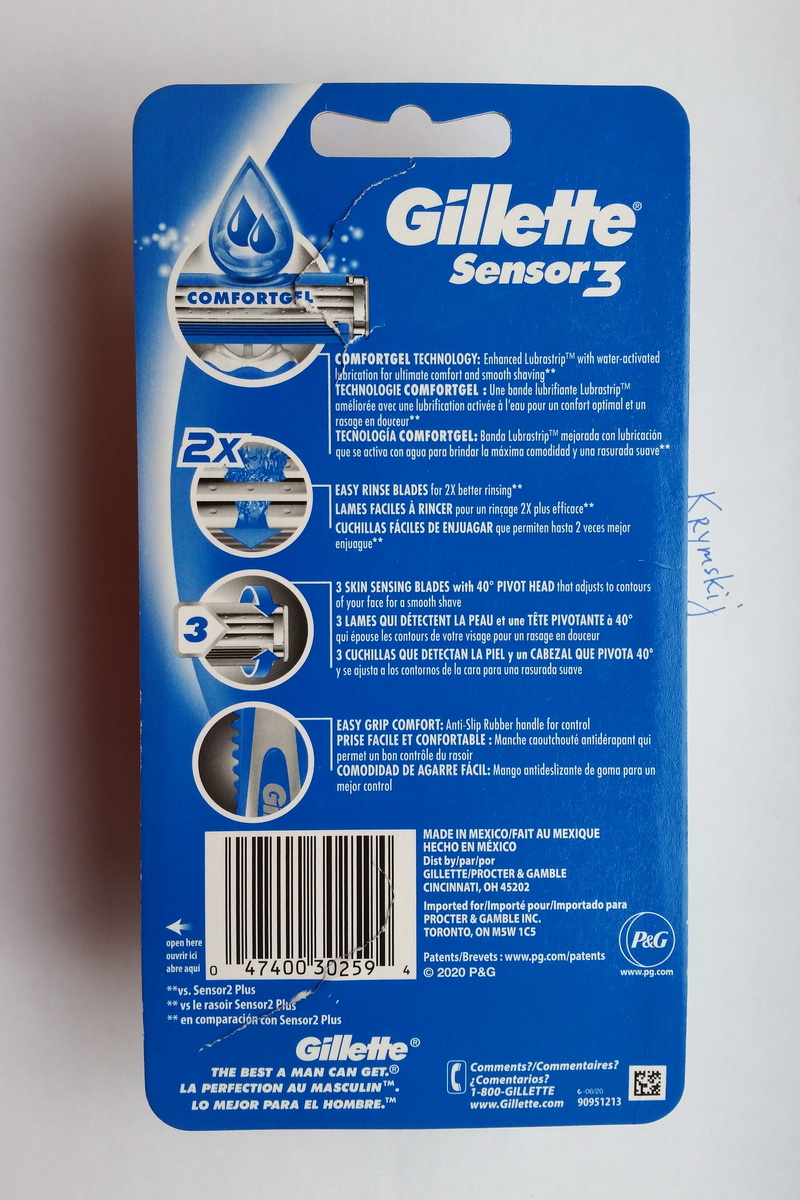 Gillette®
Sensor3
COMFORTGEL
COMFORTGEL TECHNOLOGY: Enhanced Lubrastrip™ with water-activated
lubrication for ultimate comfort and smooth shaving**
TECHNOLOGIE COMFORTGEL : Une bande lubrifiante Lubrastrip™
améliorée avec une lubrification activée à l'eau pour un confort optimal et un
rasage en douceur**
TECNOLOGÍA COMFORTGEL: Banda Lubrastrip™ mejorada con lubricación
que se activa con agua para brindar la máxima comodidad y una rasurada suave**
2X
EASY RINSE BLADES for 2X better rinsing**
LAMES FACILES À RINCER pour un rinçage 2X plus efficace**
CUCHILLAS FÁCILES DE ENJUAGAR que permiten hasta 2 veces mejor
enjuague**
Krymskij
3
3 SKIN SENSING BLADES with 40° PIVOT HEAD that adjusts to contours
of your face for a smooth shave
3 LAMES QUI DÉTECTENT LA PEAU et une TÊTE PIVOTANTE à 40°
qui épouse les contours de votre visage pour un rasage en douceur
3 CUCHILLAS QUE DETECTAN LA PIEL y un CABEZAL QUE PIVOTA 40°
y se ajusta a los contornos de la cara para una rasurada suave
EASY GRIP COMFORT: Anti-Slip Rubber handle for control
PRISE FACILE ET CONFORTABLE : Manche caoutchouté antidérapant qui
permet un bon contrôle du rasoir
COMODIDAD DE AGARRE FÁCIL: Mango antideslizante de goma para un
mejor control
MADE IN MEXICO/FAIT AU MEXIQUE
HECHO EN MÉXICO
Dist by/par/por
GILLETTE/PROCTER & GAMBLE
CINCINNATI, OH 45202
Imported for/Importé pour/Importado para
PROCTER & GAMBLE INC.
TORONTO, ON M5W 1C5
Patents/Brevets : www.pg.com/patents
© 2020 P&G
P&G
www.pg.com
open here
ouvrir ici
abre aquí
0 47400 30259 4
**vs. Sensor2 Plus
** vs le rasoir Sensor2 Plus
** en comparación con Sensor2 Plus
Gillette®
THE BEST A MAN CAN GET.®
LA PERFECTION AU MASCULIN™.
LO MEJOR PARA EL HOMBRE.™
Comments?/Commentaires?
¿Comentarios?
1-800-GILLETTE
www.Gillette.com
90951213